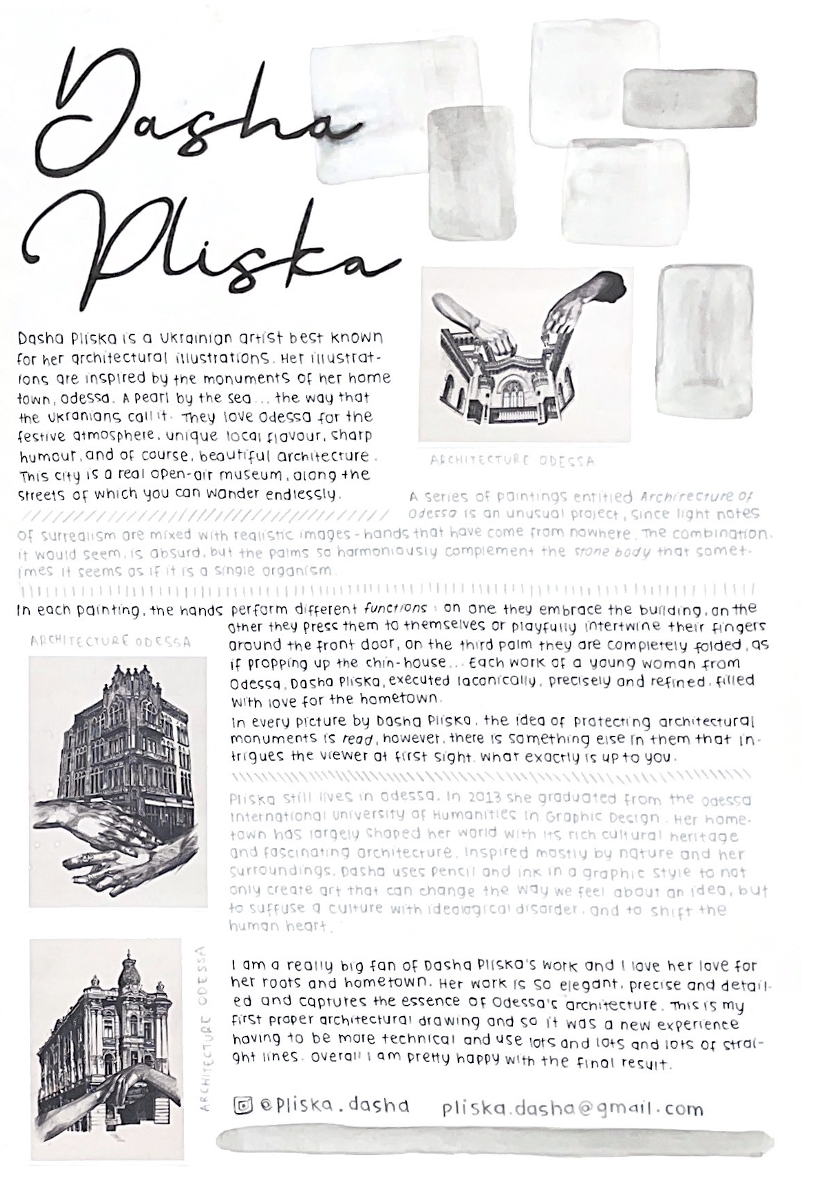 Dasha
Pliska
Dasha Pliska is a Ukrainian artist best known
for her architectural illustrations. Her illustrat-
ions are inspired by the monuments of her home
town, Odessa. A pearl by the sea... the way that
the Ukranians call it. They love Odessa for the
festive atmosphere, unique local flavour, sharp
humour, and of course, beautiful architecture.
This city is a real open-air museum, along the
streets of which you can wander endlessly.
ARCHITECTURE ODESSA
A series of paintings entitled Architecture of
Odessa is an unusual project, since light notes
of surrealism are mixed with realistic images - hands that have come from nowhere. The combination,
it would seem, is absurd, but the palms so harmoniously complement the stone body that somet-
imes it seems as if it is a single organism.
In each painting, the hands perform different functions: on one they embrace the building, on the
other they press them to themselves or playfully intertwine their fingers
around the front door, on the third palm they are completely folded, as
if propping up the chin-house... Each work of a young woman from
Odessa, Dasha Pliska, executed laconically, precisely and refined, filled
with love for the hometown.
In every picture by Dasha Pliska, the idea of protecting architectural
monuments is read, however, there is something else in them that in-
trigues the viewer at first sight. What exactly is up to you.
ARCHITECTURE ODESSA
Pliska still lives in Odessa. In 2013 she graduated from the Odessa
International University of Humanities in Graphic Design. Her home-
town has largely shaped her world with its rich cultural heritage
and fascinating architecture. Inspired mostly by nature and her
surroundings, Dasha uses pencil and ink in a graphic style to not
only create art that can change the way we feel about an idea, but
to suffuse a culture with ideological disorder, and to shift the
human heart.
ARCHITECTURE ODESSA
I am a really big fan of Dasha Pliska's work and I love her love for
her roots and hometown. Her work is so elegant, precise and detail-
ed and captures the essence of Odessa's architecture. This is my
first proper architectural drawing and so it was a new experience
having to be more technical and use lots and lots and lots of strai-
ght lines. Overall I am pretty happy with the final result.
@pliska.dasha pliska.dasha@gmail.com